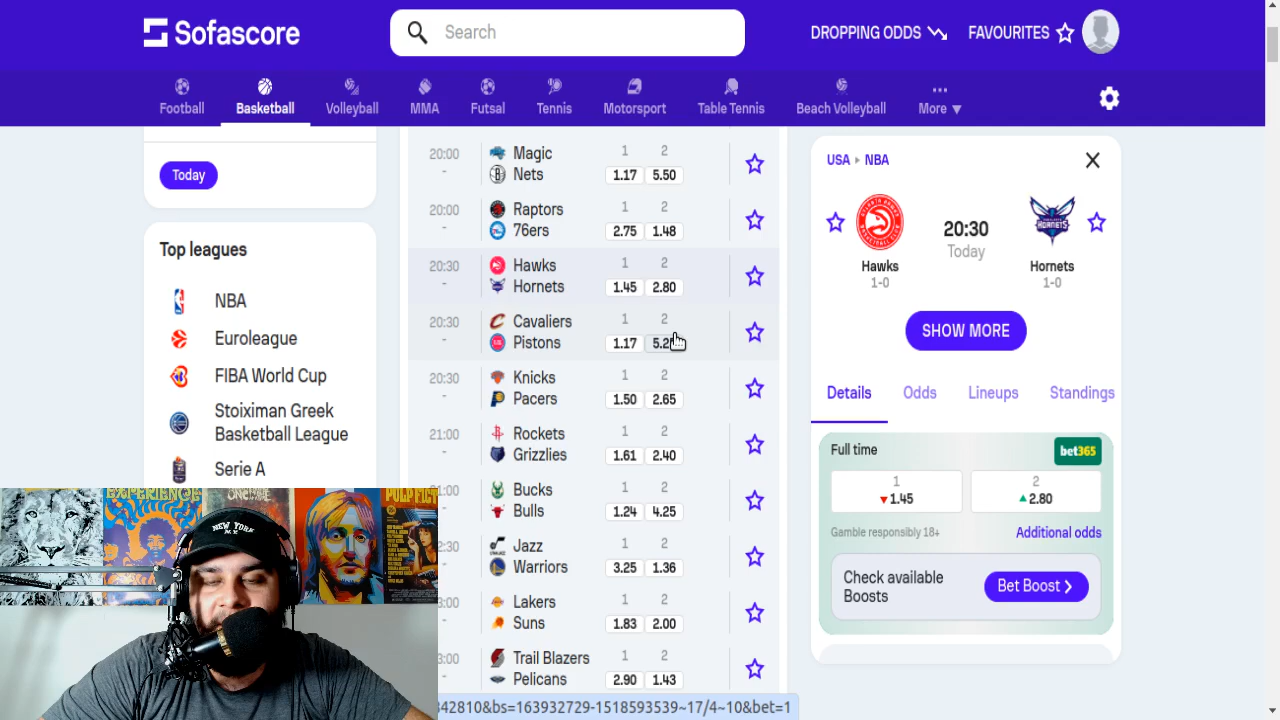 Sofascore
Search
DROPPING ODDS
FAVOURITES
Football
Basketball
Volleyball
MMA
Futsal
Tennis
Motorsport
Table Tennis
Beach Volleyball
More
Today
Top leagues
NBA
Euroleague
FIBA World Cup
Stoiximan Greek
Basketball League
Serie A
20:00 Magic 1 2
- Nets 1.17 5.50
20:00 Raptors 1 2
- 76ers 2.75 1.48
20:30 Hawks 1 2
- Hornets 1.45 2.80
20:30 Cavaliers 1 2
- Pistons 1.17
20:30 Knicks 1 2
- Pacers 1.50 2.65
21:00 Rockets 1 2
- Grizzlies 1.61 2.40
Bucks 1 2
Bulls 1.24 4.25
Jazz 1 2
Warriors 3.25 1.36
Lakers 1 2
Suns 1.83 2.00
Trail Blazers 1 2
Pelicans 2.90 1.43
USA NBA
20:30
Today
Hawks
1-0
Hornets
1-0
SHOW MORE
Details
Odds
Lineups
Standings
Full time
bet365
1
1.45
2
2.80
Gamble responsibly 18+
Additional odds
Check available
Boosts
Bet Boost
EXPERIENCE
PULP FICT
NEW YORK
342810&bs=163932729-1518593539~17/4~10&bet=1